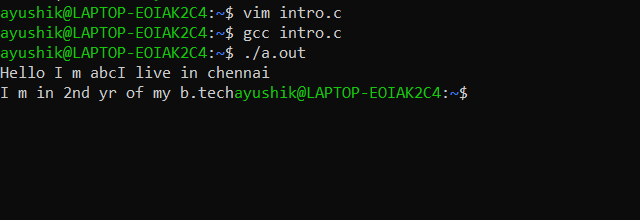 ayushik@LAPTOP-EOIAK2C4:~$ vim intro.c
ayushik@LAPTOP-EOIAK2C4:~$ gcc intro.c
ayushik@LAPTOP-EOIAK2C4:~$ ./a.out
Hello I m abcI live in chennai
I m in 2nd yr of my b.techayushik@LAPTOP-EOIAK2C4:~$